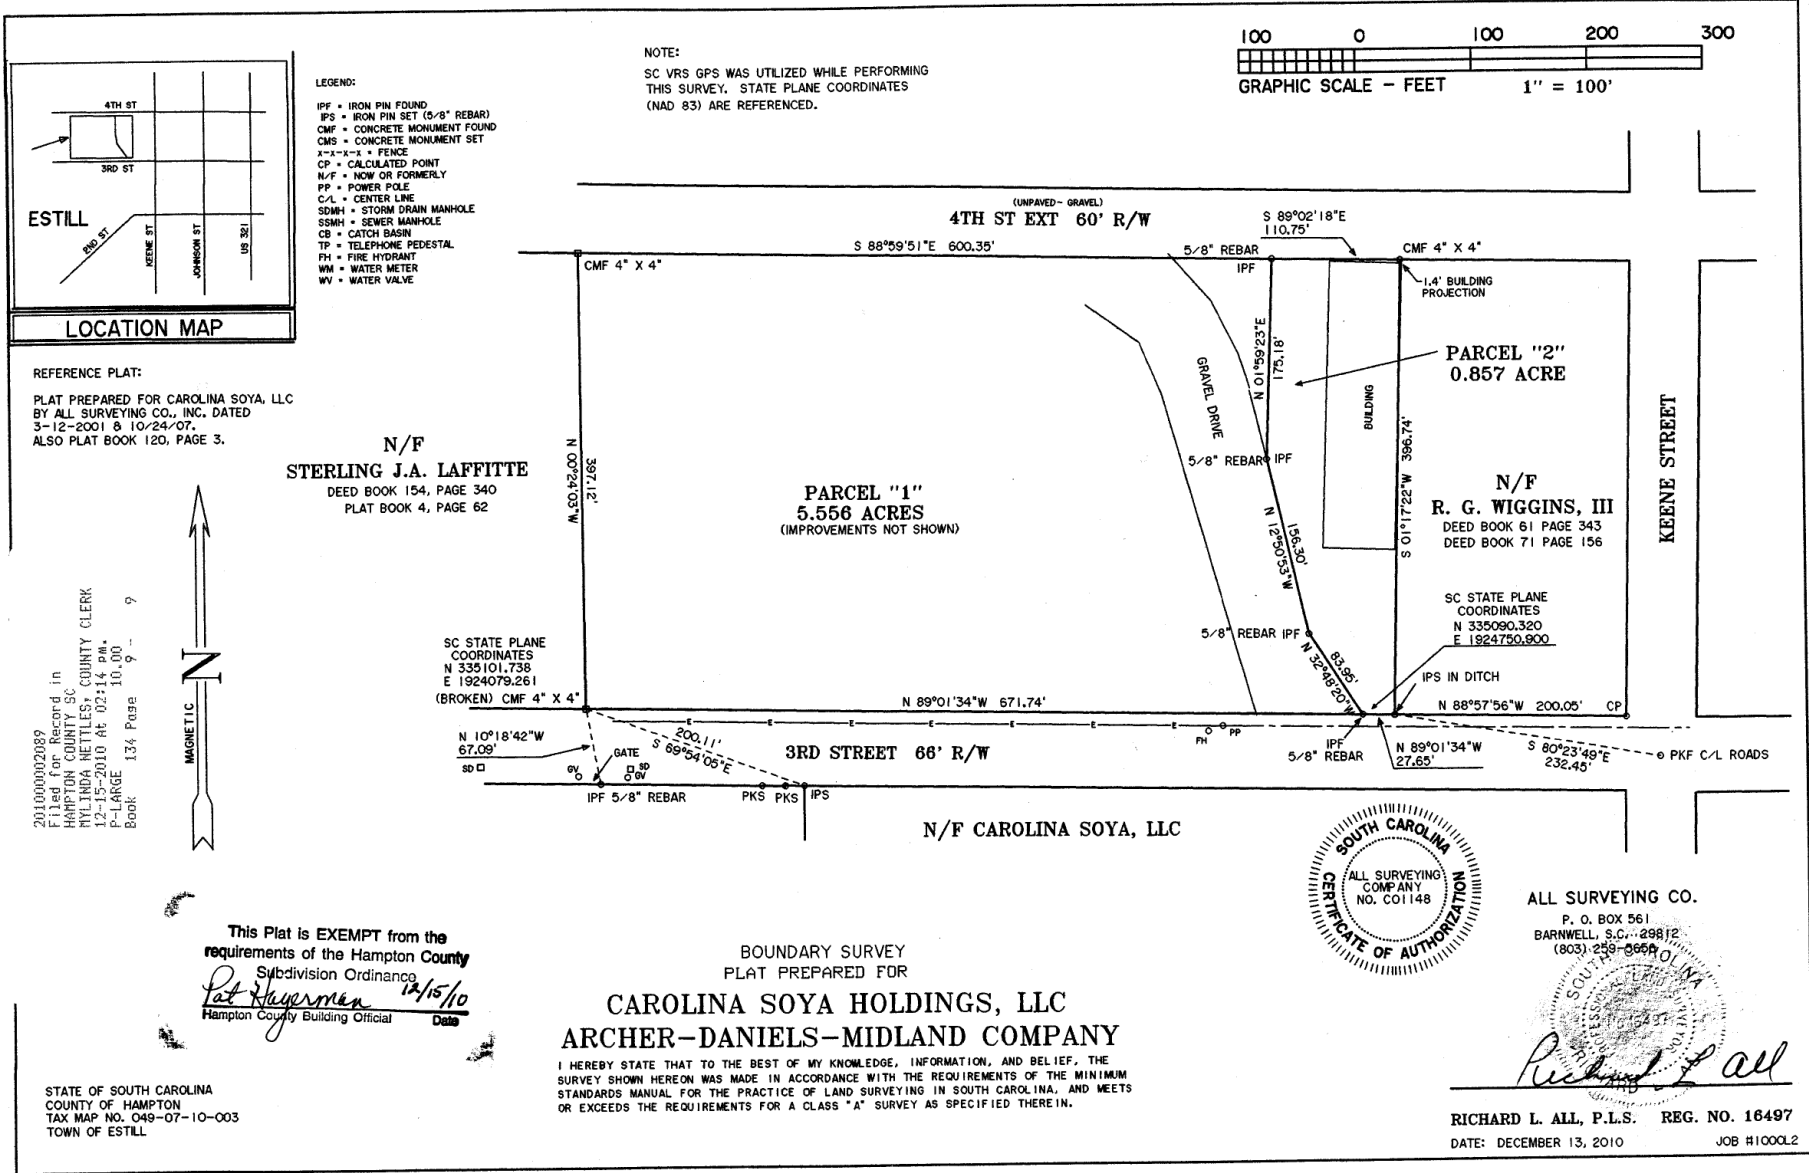 100 0 100 200 300
GRAPHIC SCALE - FEET 1" = 100'
NOTE:
SC VRS GPS WAS UTILIZED WHILE PERFORMING
THIS SURVEY. STATE PLANE COORDINATES
(NAD 83) ARE REFERENCED.
4TH ST
3RD ST
ESTILL
2ND ST
KEENE ST
JOHNSON ST
US 321
LOCATION MAP
LEGEND:
IPF = IRON PIN FOUND
IPS = IRON PIN SET (5/8" REBAR)
CMF = CONCRETE MONUMENT FOUND
CMS = CONCRETE MONUMENT SET
X-X-X-X = FENCE
CP = CALCULATED POINT
N/F = NOW OR FORMERLY
PP = POWER POLE
C/L = CENTER LINE
SDMH = STORM DRAIN MANHOLE
SSMH = SEWER MANHOLE
CB = CATCH BASIN
TP = TELEPHONE PEDESTAL
FH = FIRE HYDRANT
WM = WATER METER
WV = WATER VALVE
REFERENCE PLAT:
PLAT PREPARED FOR CAROLINA SOYA, LLC
BY ALL SURVEYING CO., INC. DATED
3-12-2001 & 10/24/07.
ALSO PLAT BOOK 120, PAGE 3.
(UNPAVED- GRAVEL)
4TH ST EXT 60' R/W
S 89°02'18"E
110.75'
S 88°59'51"E 600.35'
5/8" REBAR
IPF
CMF 4" X 4"
CMF 4" X 4"
1.4' BUILDING
PROJECTION
N 01°59'23"E
175.18'
GRAVEL DRIVE
PARCEL "2"
0.857 ACRE
BUILDING
S 01°17'22"W 396.74'
KEENE STREET
N/F
STERLING J.A. LAFFITTE
DEED BOOK 154, PAGE 340
PLAT BOOK 4, PAGE 62
N 00°24'03"W
397.12'
PARCEL "1"
5.556 ACRES
(IMPROVEMENTS NOT SHOWN)
5/8" REBAR IPF
N/F
R. G. WIGGINS, III
DEED BOOK 61 PAGE 343
DEED BOOK 71 PAGE 156
N 12°50'53"W
156.30'
SC STATE PLANE
COORDINATES
N 335090.320
E 1924750.900
5/8" REBAR IPF
N 32°48'20"W
83.95'
IPS IN DITCH
SC STATE PLANE
COORDINATES
N 335101.738
E 1924079.261
(BROKEN) CMF 4" X 4"
N 89°01'34"W 671.74'
N 88°57'56"W 200.05' CP
E E E E E E E
FH
PP
N 10°18'42"W
67.09'
SD
GV
GATE
SD
GV
200.11'
S 69°54'05"E
3RD STREET 66' R/W
IPF
5/8" REBAR
N 89°01'34"W
27.65'
S 80°23'49"E
232.45'
PKF C/L ROADS
IPF 5/8" REBAR
PKS PKS IPS
N/F CAROLINA SOYA, LLC
MAGNETIC
N
201000002089
Filed for Record in
HAMPTON COUNTY SC
MYLINDA NETTLES, COUNTY CLERK
12-15-2010 At 02:14 pm.
P-LARGE 10.00
Book 134 Page 9 - 9
This Plat is EXEMPT from the
requirements of the Hampton County
Subdivision Ordinance
Pat Hagerman 12/15/10
Hampton County Building Official Date
SOUTH CAROLINA
CERTIFICATE OF AUTHORIZATION
ALL SURVEYING
COMPANY
NO. C01148
ALL SURVEYING CO.
P. O. BOX 561
BARNWELL, S.C. 29812
(803) 259-
SOUTH CAROLINA
BOUNDARY SURVEY
PLAT PREPARED FOR
CAROLINA SOYA HOLDINGS, LLC
ARCHER-DANIELS-MIDLAND COMPANY
I HEREBY STATE THAT TO THE BEST OF MY KNOWLEDGE, INFORMATION, AND BELIEF, THE
SURVEY SHOWN HEREON WAS MADE IN ACCORDANCE WITH THE REQUIREMENTS OF THE MINIMUM
STANDARDS MANUAL FOR THE PRACTICE OF LAND SURVEYING IN SOUTH CAROLINA, AND MEETS
OR EXCEEDS THE REQUIREMENTS FOR A CLASS "A" SURVEY AS SPECIFIED THEREIN.
Richard L. All
RICHARD L. ALL, P.L.S. REG. NO. 16497
DATE: DECEMBER 13, 2010 JOB #1000L2
STATE OF SOUTH CAROLINA
COUNTY OF HAMPTON
TAX MAP NO. 049-07-10-003
TOWN OF ESTILL